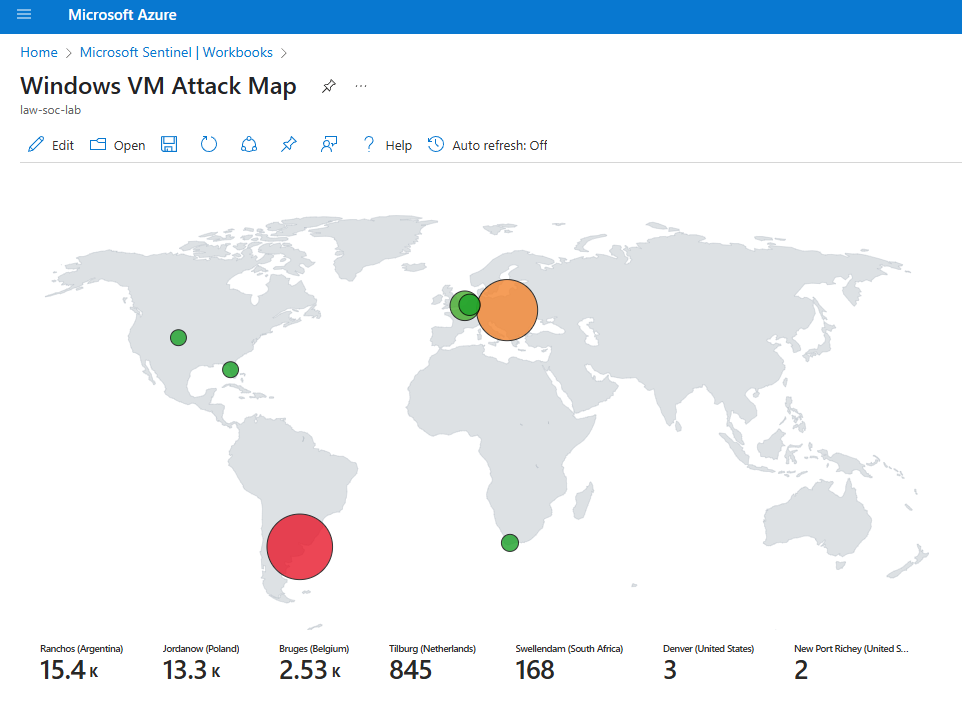 Microsoft Azure
Home > Microsoft Sentinel | Workbooks >
Windows VM Attack Map ...
law-soc-lab
Edit Open Help Auto refresh: Off
Ranchos (Argentina) Jordanow (Poland) Bruges (Belgium) Tilburg (Netherlands) Swellendam (South Africa) Denver (United States) New Port Richey (United S...
15.4 K 13.3 K 2.53 K 845 168 3 2